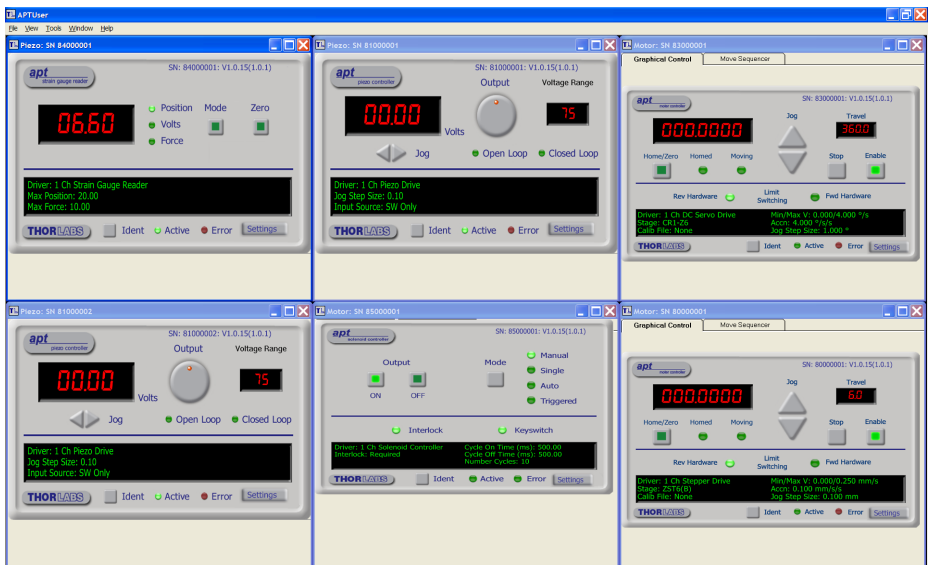 APTUser
File View Tools Window Help
Piezo: SN 84000001
apt
strain gauge reader
SN: 84000001: V1.0.15(1.0.1)
06.60
Position
Volts
Force
Mode
Zero
Driver: 1 Ch Strain Gauge Reader
Max Position: 20.00
Max Force: 10.00
THORLABS Ident Active Error Settings
Piezo: SN 81000001
apt
piezo controller
SN: 81000001: V1.0.15(1.0.1)
Output Voltage Range
00.00 Volts
75
Jog Open Loop Closed Loop
Driver: 1 Ch Piezo Drive
Jog Step Size: 0.10
Input Source: SW Only
THORLABS Ident Active Error Settings
Motor: SN 83000001
Graphical Control Move Sequencer
apt
motor controller
SN: 83000001: V1.0.15(1.0.1)
Jog Travel
000.0000
360.0
Home/Zero Homed Moving Stop Enable
Rev Hardware Limit Switching Fwd Hardware
Driver: 1 Ch DC Servo Drive Min/Max V: 0.000/4.000 °/s
Stage: CR1-Z6 Accn: 4.000 °/s/s
Calib File: None Jog Step Size: 1.000 °
THORLABS Ident Active Error Settings
Piezo: SN 81000002
apt
piezo controller
SN: 81000002: V1.0.15(1.0.1)
Output Voltage Range
00.00 Volts
75
Jog Open Loop Closed Loop
Driver: 1 Ch Piezo Drive
Jog Step Size: 0.10
Input Source: SW Only
THORLABS Ident Active Error Settings
Motor: SN 85000001
apt
solenoid controller
SN: 85000001: V1.0.15(1.0.1)
Output Mode
ON OFF
Manual
Single
Auto
Triggered
Interlock Keyswitch
Driver: 1 Ch Solenoid Controller Cycle On Time (ms): 500.00
Interlock: Required Cycle Off Time (ms): 500.00
Number Cycles: 10
THORLABS Ident Active Error Settings
Motor: SN 80000001
Graphical Control Move Sequencer
apt
motor controller
SN: 80000001: V1.0.15(1.0.1)
Jog Travel
000.0000
6.0
Home/Zero Homed Moving Stop Enable
Rev Hardware Limit Switching Fwd Hardware
Driver: 1 Ch Stepper Drive Min/Max V: 0.000/0.250 mm/s
Stage: ZST6(B) Accn: 0.100 mm/s/s
Calib File: None Jog Step Size: 0.100 mm
THORLABS Ident Active Error Settings